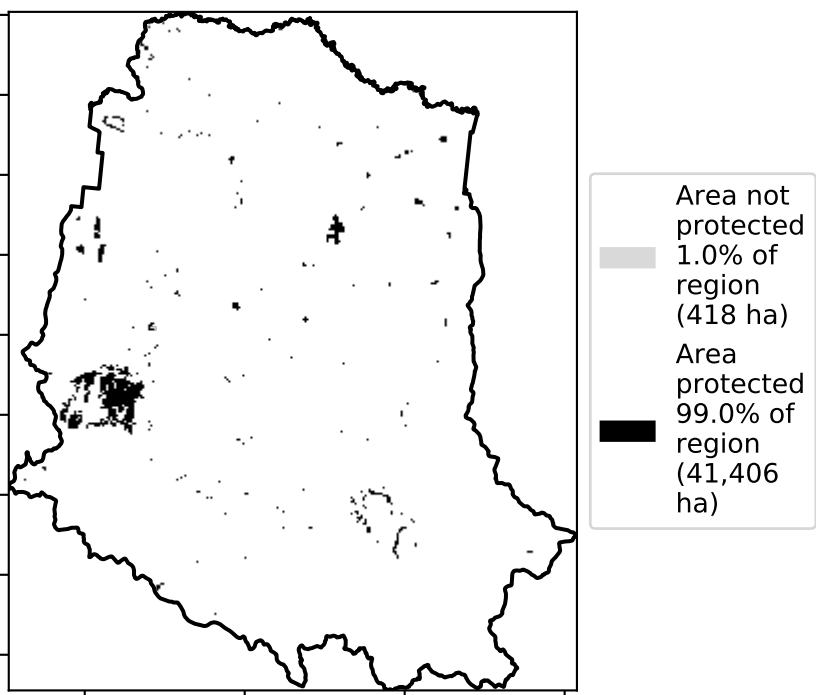 Area not
protected
1.0% of
region
(418 ha)
Area
protected
99.0% of
region
(41,406
ha)